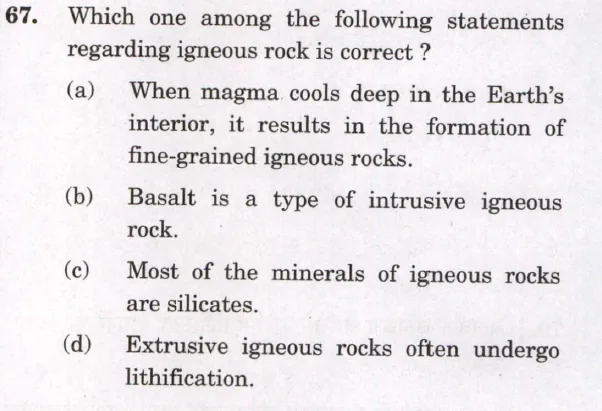 67. Which one among the following statements
regarding igneous rock is correct ?
(a) When magma cools deep in the Earth's
interior, it results in the formation of
fine-grained igneous rocks.
(b) Basalt is a type of intrusive igneous
rock.
(c) Most of the minerals of igneous rocks
are silicates.
(d) Extrusive igneous rocks often undergo
lithification.